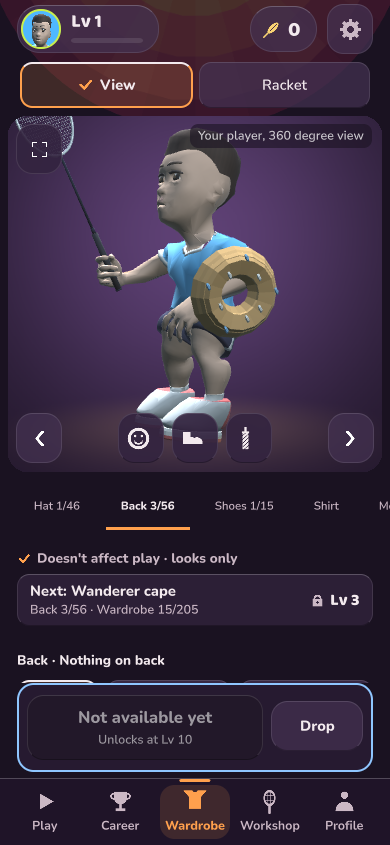 Lv 1
0
View
Racket
Your player, 360 degree view
Hat 1/46
Back 3/56
Shoes 1/15
Shirt
Doesn't affect play · looks only
Next: Wanderer cape
Back 3/56 · Wardrobe 15/205
Lv 3
Back · Nothing on back
Not available yet
Unlocks at Lv 10
Drop
Play
Career
Wardrobe
Workshop
Profile